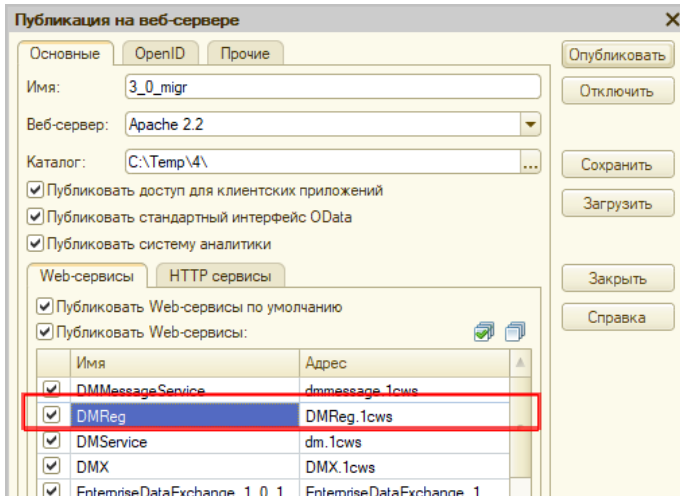 Публикация на веб-сервере
Основные OpenID Прочие
Опубликовать
Имя: 3_0_migr
Отключить
Веб-сервер: Apache 2.2
Каталог: C:\Temp\4\ ...
Сохранить
Публиковать доступ для клиентских приложений
Загрузить
Публиковать стандартный интерфейс OData
Публиковать систему аналитики
Web-сервисы HTTP сервисы
Закрыть
Публиковать Web-сервисы по умолчанию
Справка
Публиковать Web-сервисы:
Имя Адрес
DMMessageService dmmessage.1cws
DMReg DMReg.1cws
DMService dm.1cws
DMX DMX.1cws
EnterpriseDataExchange_1_0_1 EnterpriseDataExchange_1